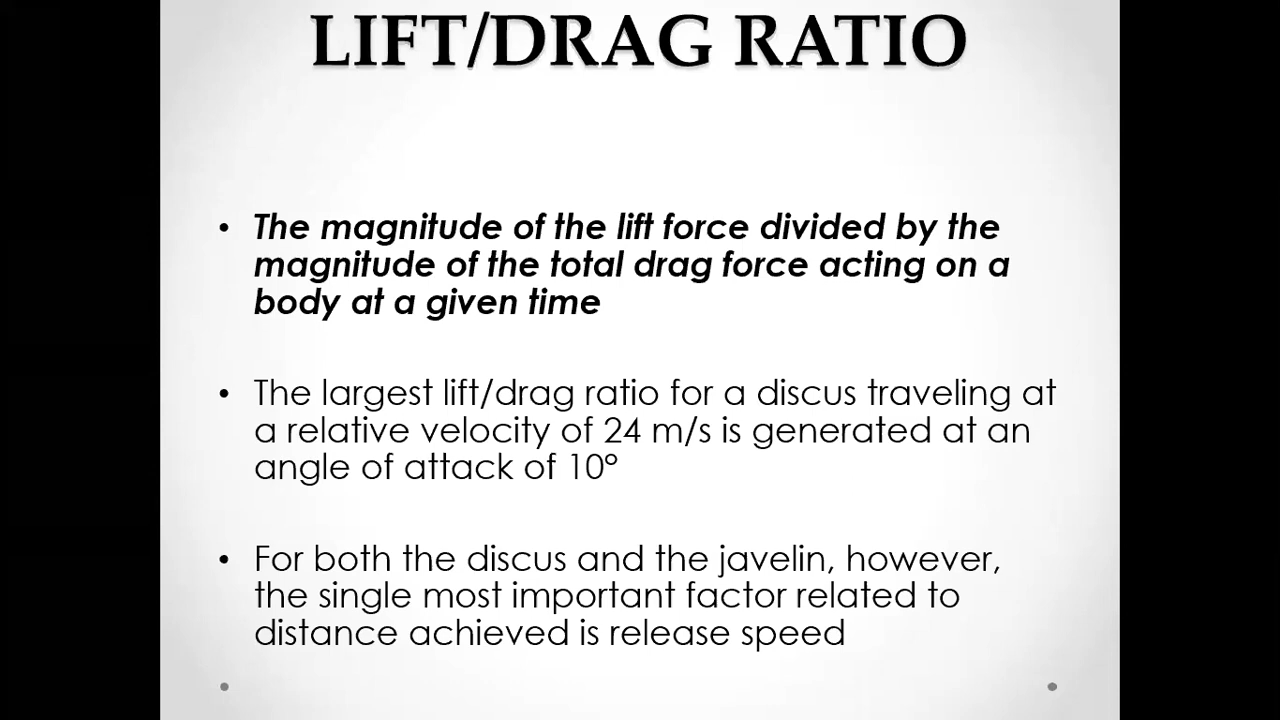 LIFT/DRAG RATIO
• The magnitude of the lift force divided by the
magnitude of the total drag force acting on a
body at a given time
• The largest lift/drag ratio for a discus traveling at
a relative velocity of 24 m/s is generated at an
angle of attack of 10°
• For both the discus and the javelin, however,
the single most important factor related to
distance achieved is release speed